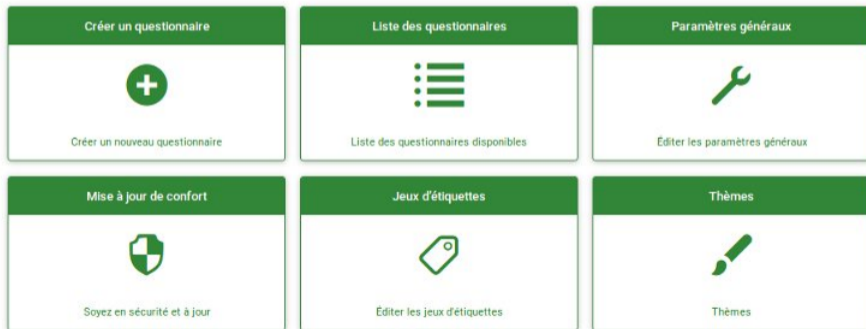 Créer un questionnaire
Liste des questionnaires
Paramètres généraux
Créer un nouveau questionnaire
Liste des questionnaires disponibles
Éditer les paramètres généraux
Mise à jour de confort
Jeux d'étiquettes
Thèmes
Soyez en sécurité et à jour
Éditer les jeux d'étiquettes
Thèmes